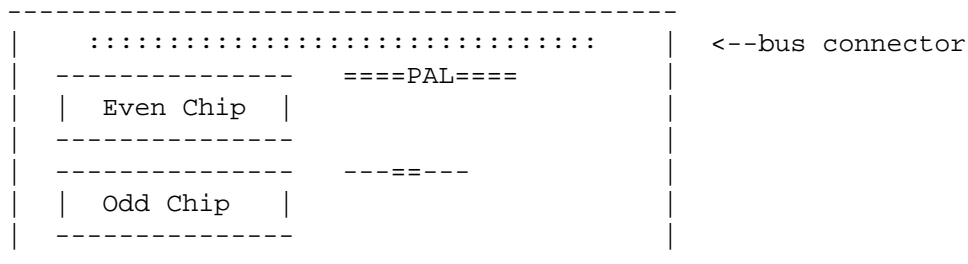 ------------------------------------------
|    ::::::::::::::::::::::::::::::::    |  <--bus connector
|  ---------------   ====PAL====         |
|  |  Even Chip  |                       |
|  ---------------                       |
|  ---------------   ---==---            |
|  |  Odd Chip   |                       |
|  ---------------                       |